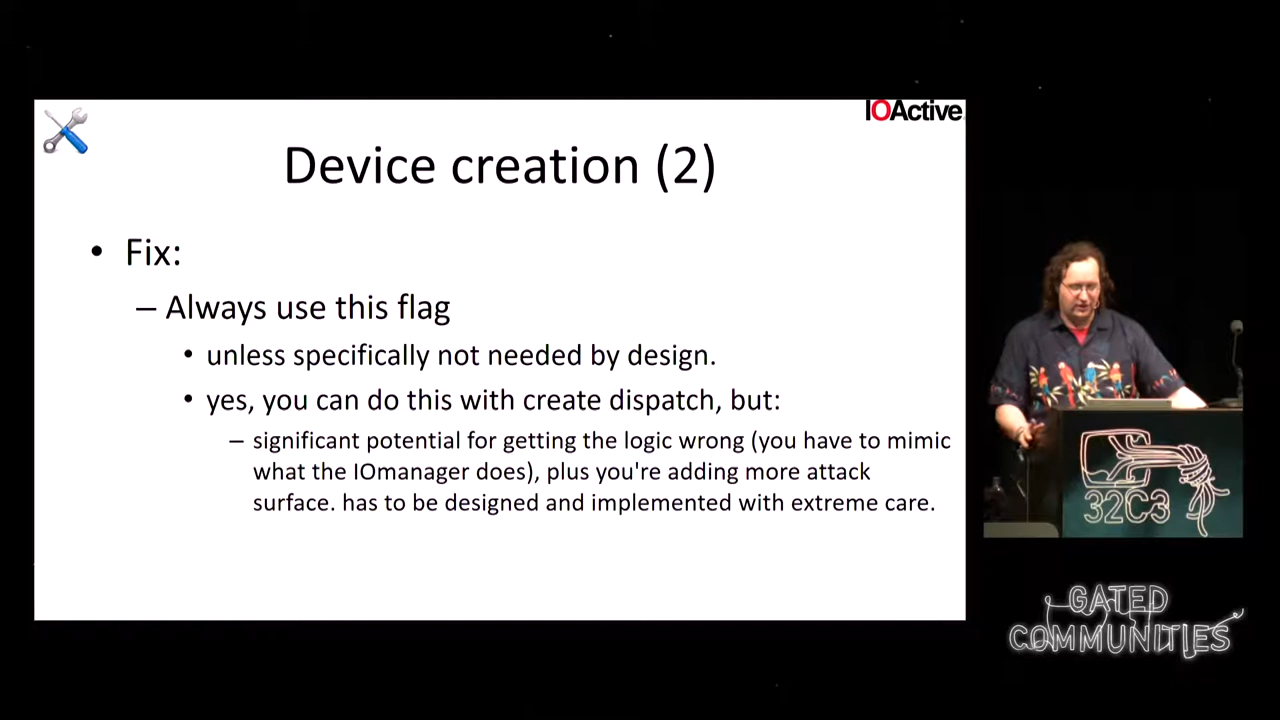 IOActive
Device creation (2)
• Fix:
– Always use this flag
• unless specifically not needed by design.
• yes, you can do this with create dispatch, but:
– significant potential for getting the logic wrong (you have to mimic
what the IOmanager does), plus you're adding more attack
surface. has to be designed and implemented with extreme care.
32C3
GATED
COMMUNITIES